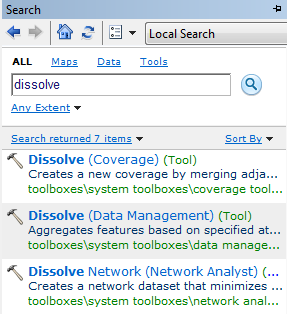 Search
Local Search
ALL Maps Data Tools
dissolve
Any Extent
Search returned 7 items Sort By
Dissolve (Coverage) (Tool)
Creates a new coverage by merging adja...
toolboxes\system toolboxes\coverage tool...
Dissolve (Data Management) (Tool)
Aggregates features based on specified at...
toolboxes\system toolboxes\data manage...
Dissolve Network (Network Analyst) (...
Creates a network dataset that minimizes ...
toolboxes\system toolboxes\network anal...